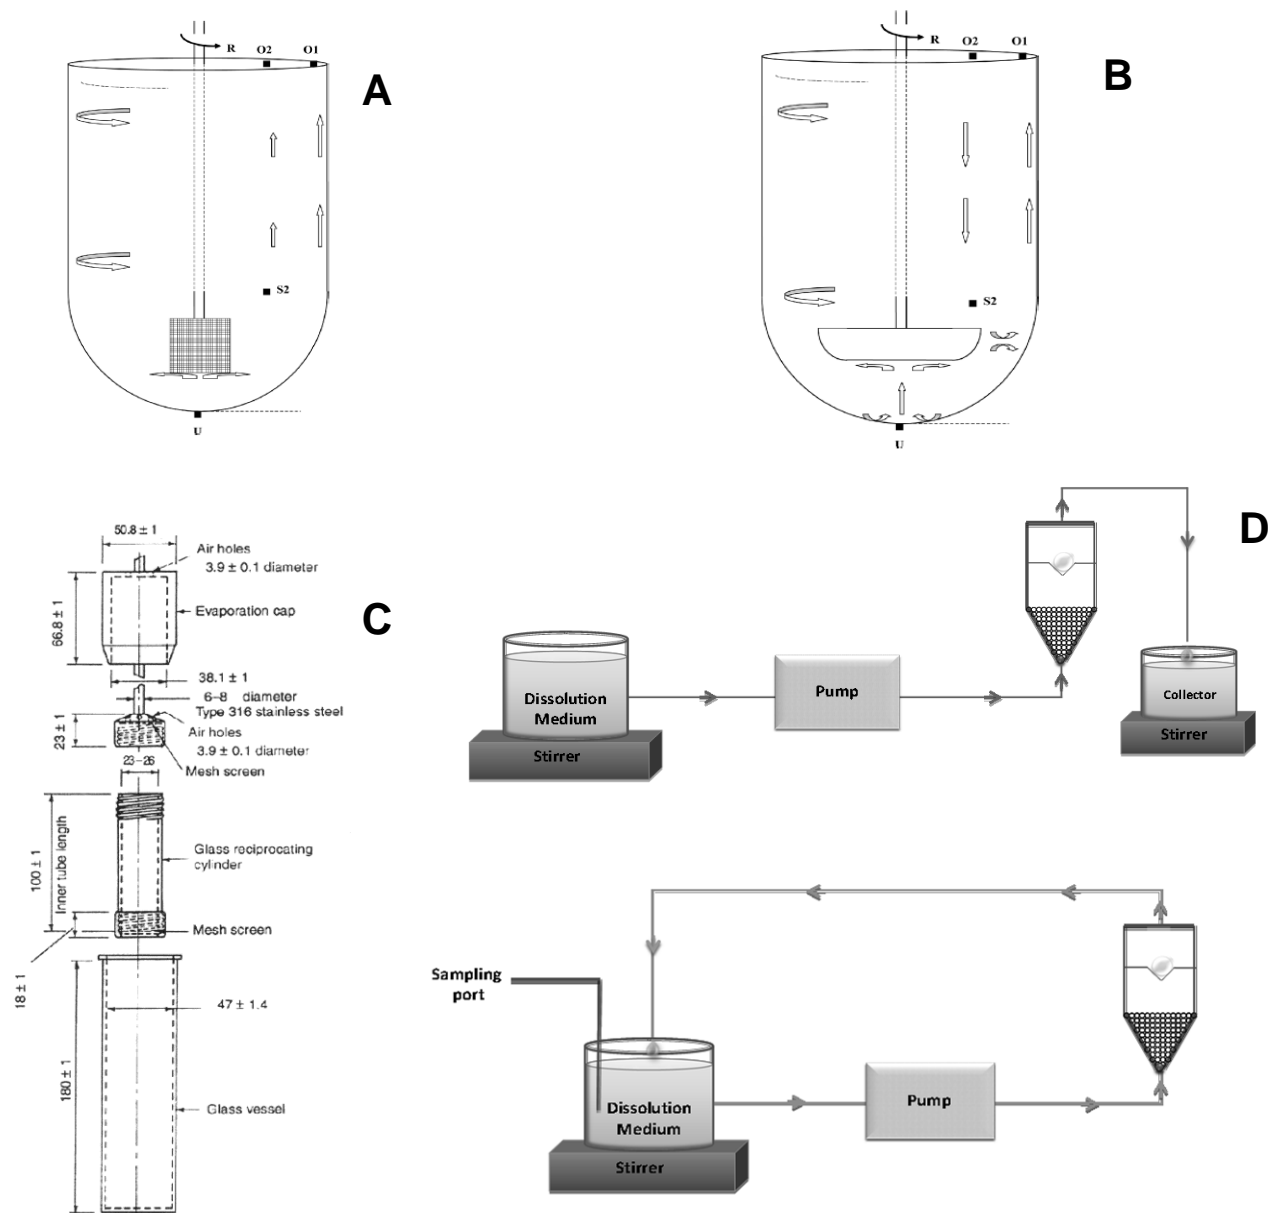 R O2 O1
A
S2
U
R O2 O1
B
S2
U
50.8 ± 1
Air holes
3.9 ± 0.1 diameter
66.8 ± 1
Evaporation cap
C
38.1 ± 1
6–8 diameter
Type 316 stainless steel
23 ± 1
Air holes
3.9 ± 0.1 diameter
23–26
Mesh screen
100 ± 1
Inner tube length
Glass reciprocating
cylinder
Mesh screen
18 ± 1
47 ± 1.4
180 ± 1
Glass vessel
D
Dissolution
Medium
Stirrer
Pump
Collector
Stirrer
Sampling
port
Dissolution
Medium
Stirrer
Pump